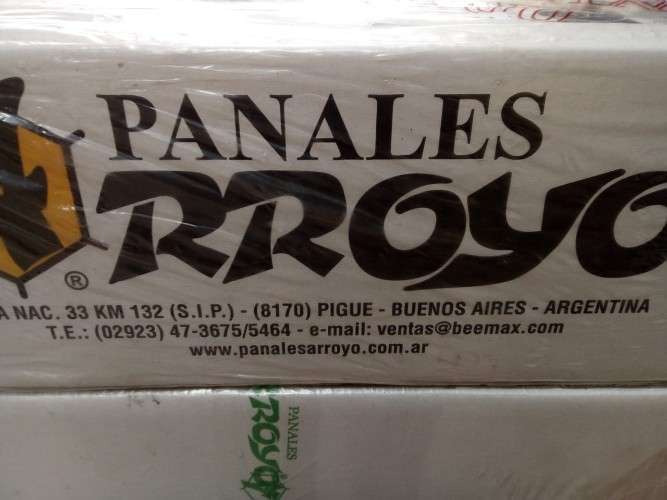 PANALES
RROYO
A NAC. 33 KM 132 (S.I.P.) - (8170) PIGUE - BUENOS AIRES - ARGENTINA
T.E.: (02923) 47-3675/5464 - e-mail: ventas@beemax.com
www.panalesarroyo.com.ar
®
PANALES
RROYO